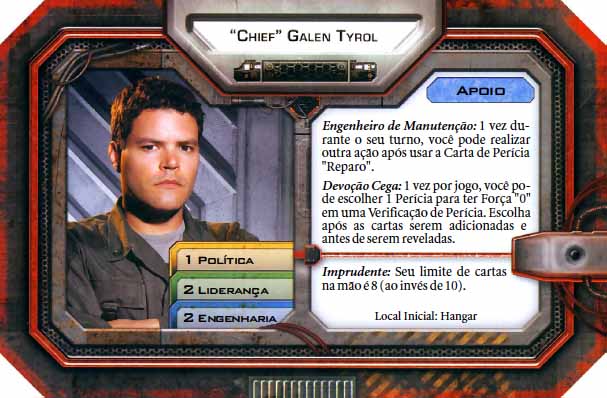 “CHIEF” GALEN TYROL
APOIO
Engenheiro de Manutenção: 1 vez du-
rante o seu turno, você pode realizar
outra ação após usar a Carta de Perícia
"Reparo".
Devoção Cega: 1 vez por jogo, você po-
de escolher 1 Perícia para ter Força "0"
em uma Verificação de Perícia. Escolha
após as cartas serem adicionadas e
antes de serem reveladas.
Imprudente: Seu limite de cartas
na mão é 8 (ao invés de 10).
Local Inicial: Hangar
1 POLÍTICA
2 LIDERANÇA
2 ENGENHARIA